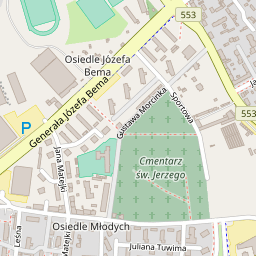 553
Osiedle Józefa
Bema
Gustawa Morcinka
Sportowa
Generała Józefa Bema
553
P
Jana Matejki
Cmentarz
św. Jerzego
Osiedle Młodych
Leśna
Matejki
Juliana Tuwima